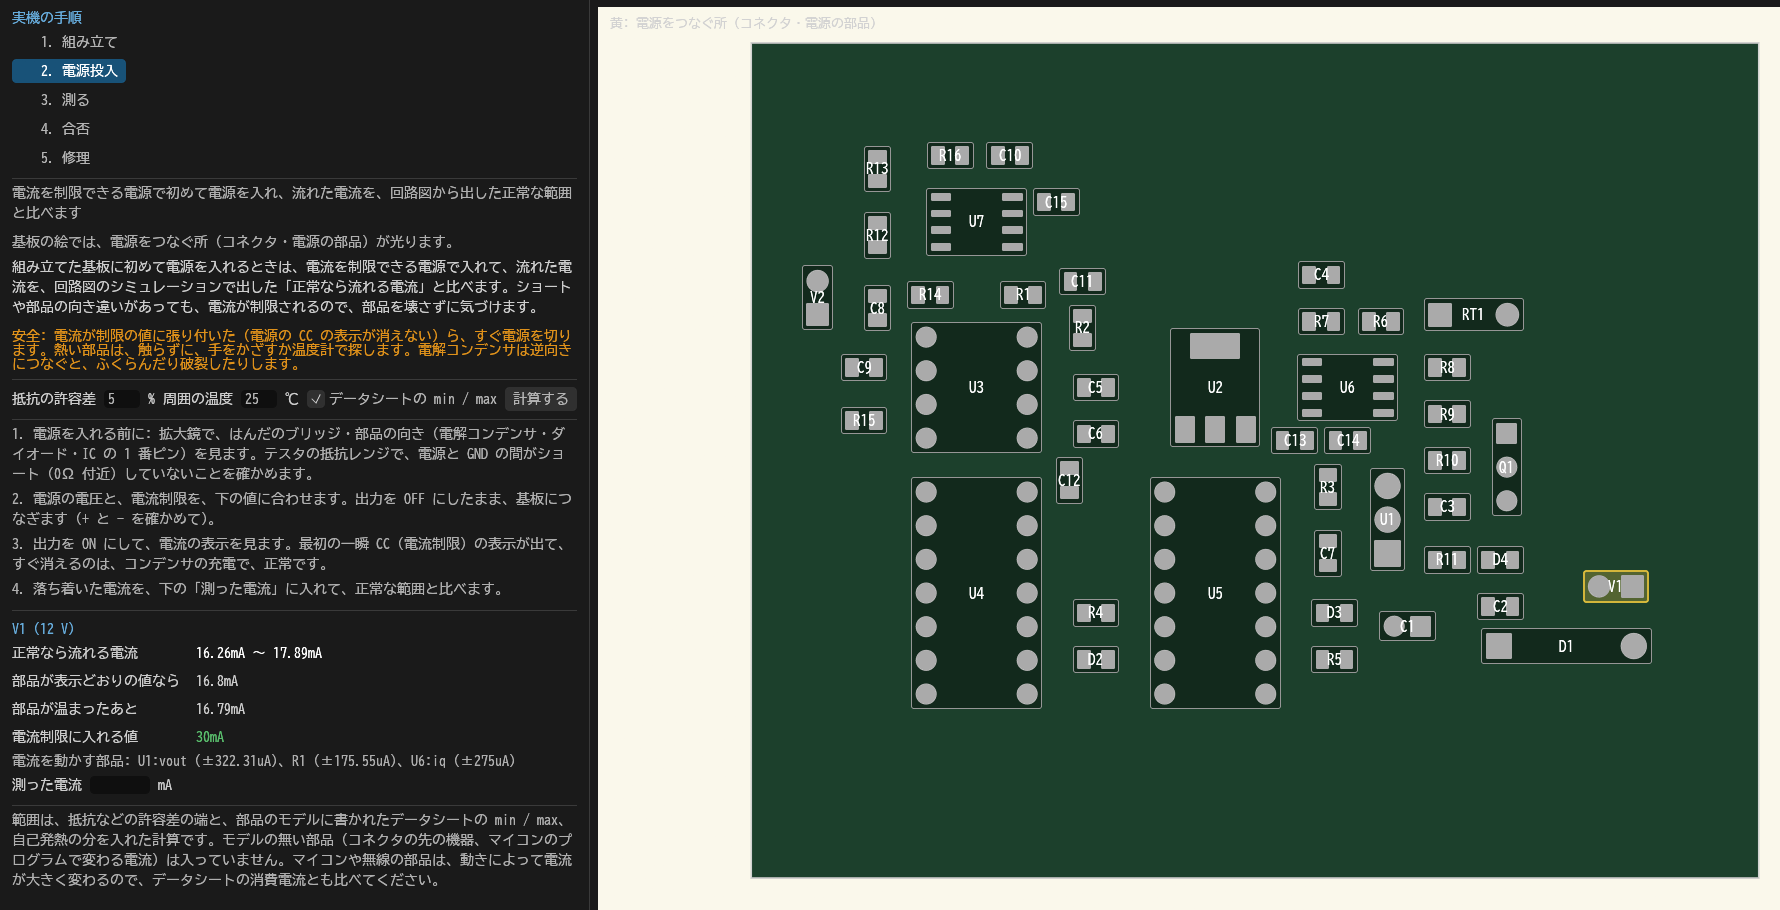 実機の手順
1. 組み立て
2. 電源投入
3. 測る
4. 合否
5. 修理
電流を制限できる電源で初めて電源を入れ、流れた電流を、回路図から出した正常な範囲
と比べます
基板の絵では、電源をつなぐ所（コネクタ・電源の部品）が光ります。
組み立てた基板に初めて電源を入れるときは、電流を制限できる電源で入れて、流れた電
流を、回路図のシミュレーションで出した「正常なら流れる電流」と比べます。ショート
や部品の向き違いがあっても、電流が制限されるので、部品を壊さずに気づけます。
安全: 電流が制限の値に張り付いた（電源の CC の表示が消えない）ら、すぐ電源を切り
ます。熱い部品は、触らずに、手をかざすか温度計で探します。電解コンデンサは逆向き
につなぐと、ふくらんだり破裂したりします。
抵抗の許容差 5 % 周囲の温度 25 ℃ ✓ データシートの min / max 計算する
1. 電源を入れる前に: 拡大鏡で、はんだのブリッジ・部品の向き（電解コンデンサ・ダ
イオード・IC の 1 番ピン）を見ます。テスタの抵抗レンジで、電源と GND の間がショ
ート（0Ω 付近）していないことを確かめます。
2. 電源の電圧と、電流制限を、下の値に合わせます。出力を OFF にしたまま、基板につ
なぎます（+ と − を確かめて）。
3. 出力を ON にして、電流の表示を見ます。最初の一瞬 CC（電流制限）の表示が出て、
すぐ消えるのは、コンデンサの充電で、正常です。
4. 落ち着いた電流を、下の「測った電流」に入れて、正常な範囲と比べます。
V1 (12 V)
正常なら流れる電流 16.26mA ～ 17.89mA
部品が表示どおりの値なら 16.8mA
部品が温まったあと 16.79mA
電流制限に入れる値 30mA
電流を動かす部品: U1:vout (±322.31uA)、R1 (±175.55uA)、U6:iq (±275uA)
測った電流 mA
範囲は、抵抗などの許容差の端と、部品のモデルに書かれたデータシートの min / max、
自己発熱の分を入れた計算です。モデルの無い部品（コネクタの先の機器、マイコンのプ
ログラムで変わる電流）は入っていません。マイコンや無線の部品は、動きによって電流
が大きく変わるので、データシートの消費電流とも比べてください。
黄: 電源をつなぐ所（コネクタ・電源の部品）
R13 R16 C10
U7 C15
R12
V2 C8 R14 R1 C11 C4
R2 R7 R6 RT1
C9 U3 C5 U2 U6 R8
R15 C6 C13 C14 R9
C12 R3 U1 R10 Q1
C3
C7 R11 D4
U4 U5 V1
R4 D3 C1 C2
D2 R5 D1